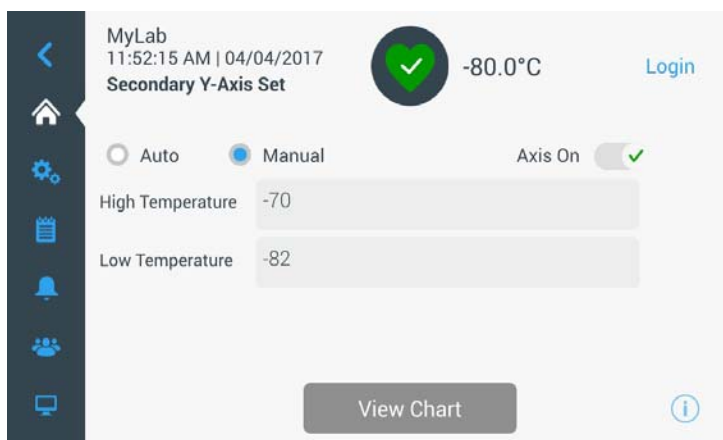 MyLab
11:52:15 AM | 04/04/2017
Secondary Y-Axis Set
-80.0°C
Login
Auto
Manual
Axis On
High Temperature
-70
Low Temperature
-82
View Chart